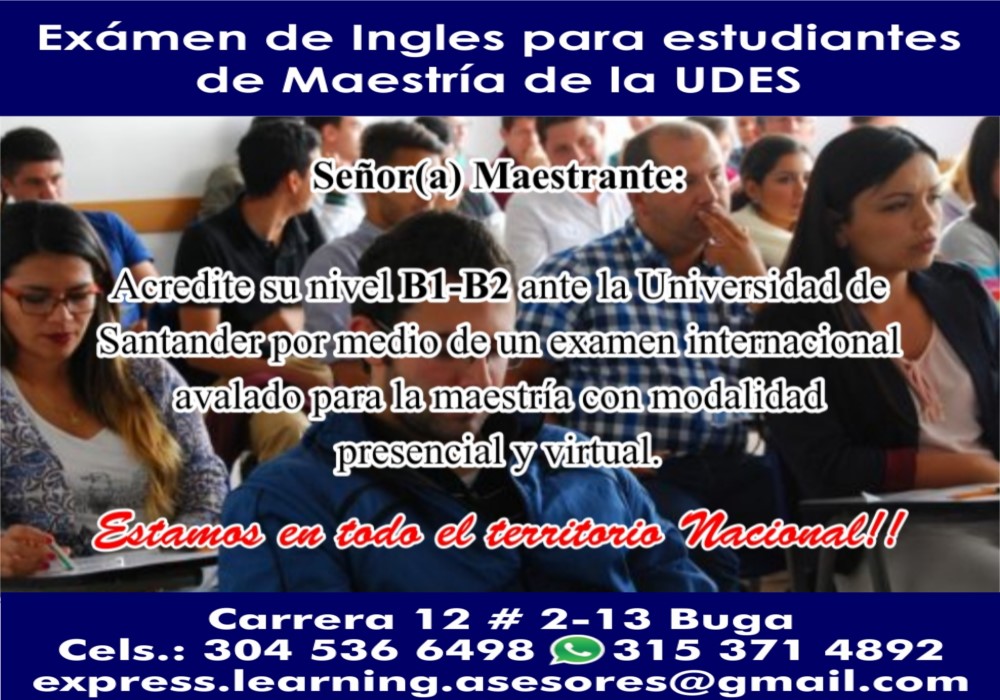 Exámen de Ingles para estudiantes
de Maestría de la UDES
Señor(a) Maestrante:
Acredite su nivel B1-B2 ante la Universidad de
Santander por medio de un examen internacional
avalado para la maestría con modalidad
presencial y virtual.
Estamos en todo el territorio Nacional!!
Carrera 12 # 2-13 Buga
Cels.: 304 536 6498 315 371 4892
express.learning.asesores@gmail.com